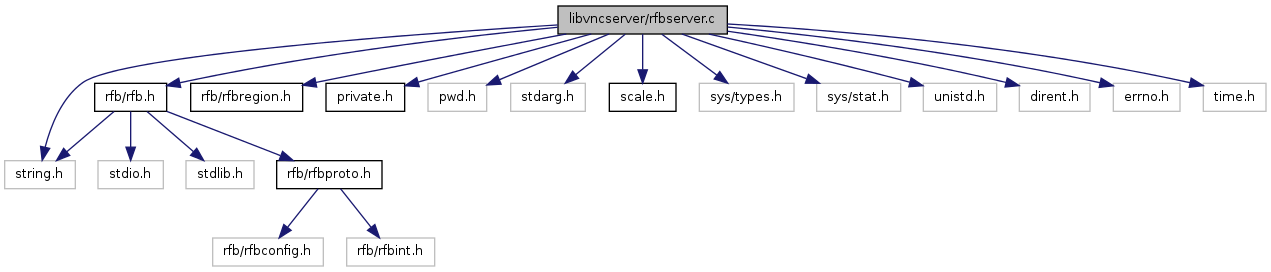 libvncserver/rfbserver.c
rfb/rfb.h
rfb/rfbregion.h
private.h
pwd.h
stdarg.h
scale.h
sys/types.h
sys/stat.h
unistd.h
dirent.h
errno.h
time.h
string.h
stdio.h
stdlib.h
rfb/rfbproto.h
rfb/rfbconfig.h
rfb/rfbint.h